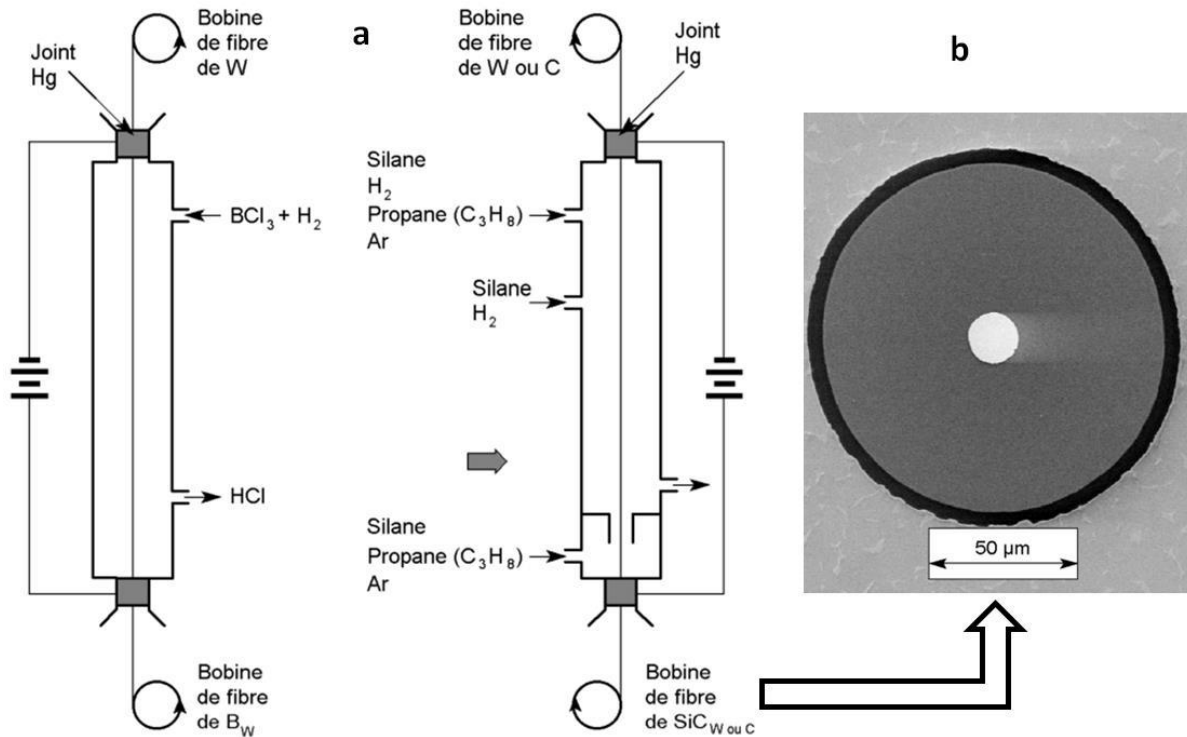 a
Bobine
de fibre
de W
Joint
Hg
BCl₃ + H₂
HCl
Bobine
de fibre
de B_W
Bobine
de fibre
de W ou C
Joint
Hg
Silane
H₂
Propane (C₃H₈)
Ar
Silane
H₂
Silane
Propane (C₃H₈)
Ar
Bobine
de fibre
de SiC_W ou C
b
50 µm